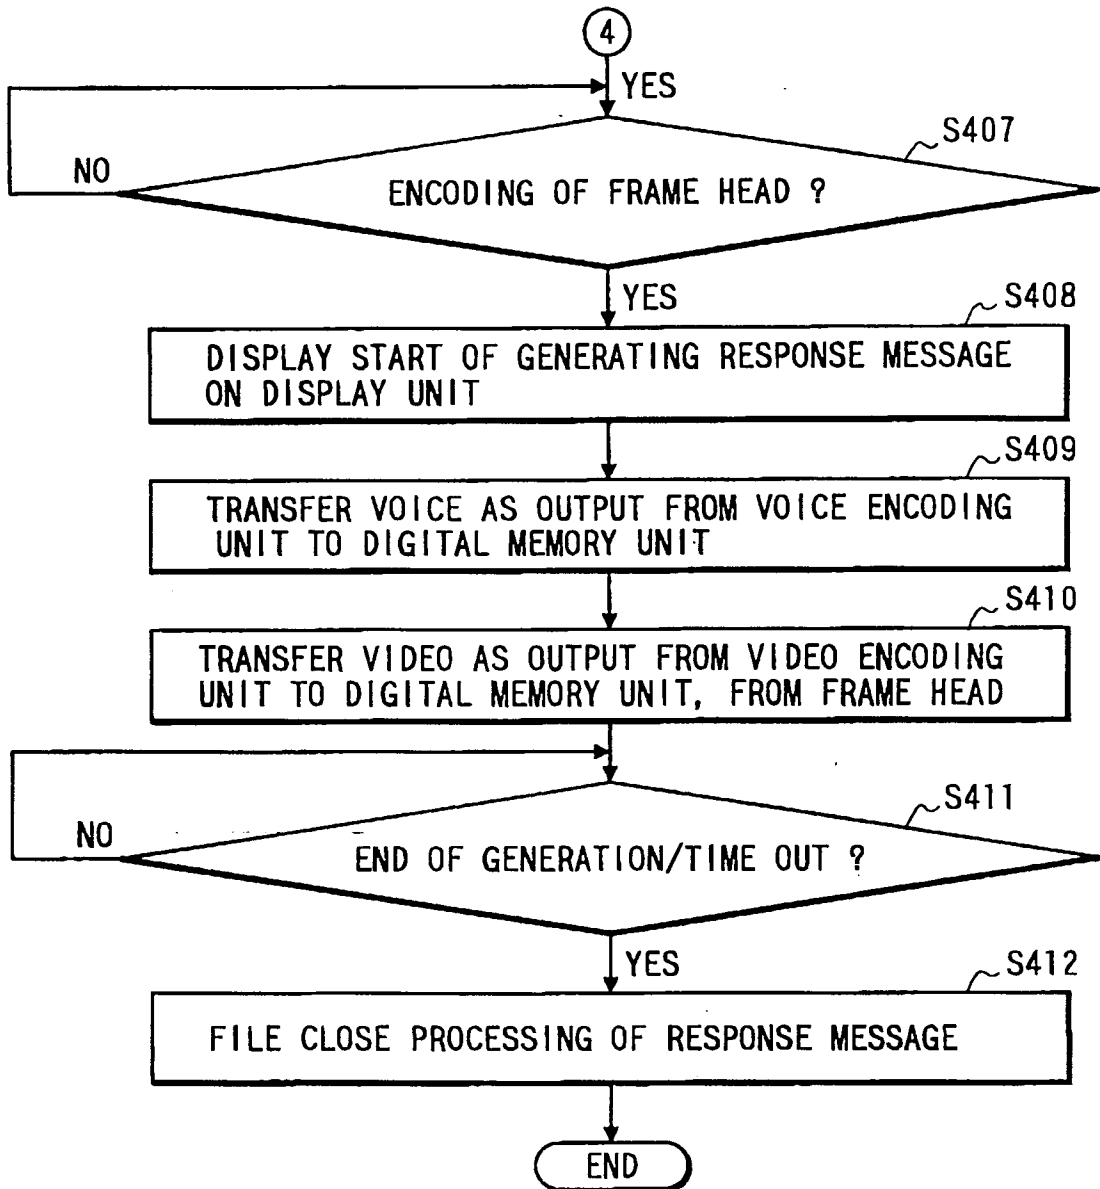 4
YES
S407
NO
ENCODING OF FRAME HEAD ?
YES
S408
DISPLAY START OF GENERATING RESPONSE MESSAGE
ON DISPLAY UNIT
S409
TRANSFER VOICE AS OUTPUT FROM VOICE ENCODING
UNIT TO DIGITAL MEMORY UNIT
S410
TRANSFER VIDEO AS OUTPUT FROM VIDEO ENCODING
UNIT TO DIGITAL MEMORY UNIT, FROM FRAME HEAD
S411
NO
END OF GENERATION/TIME OUT ?
YES
S412
FILE CLOSE PROCESSING OF RESPONSE MESSAGE
END